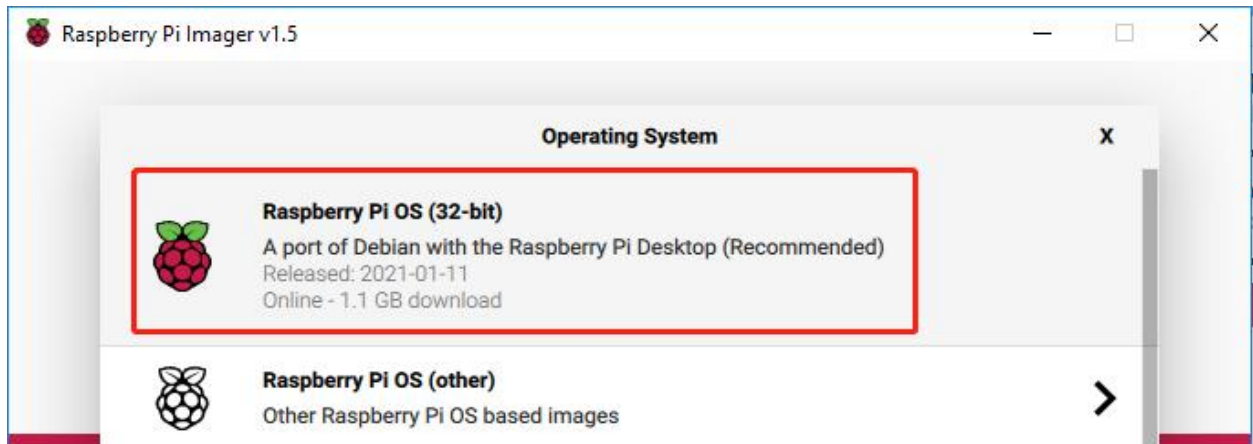 Raspberry Pi Imager v1.5
Operating System
X
Raspberry Pi OS (32-bit)
A port of Debian with the Raspberry Pi Desktop (Recommended)
Released: 2021-01-11
Online - 1.1 GB download
Raspberry Pi OS (other)
Other Raspberry Pi OS based images